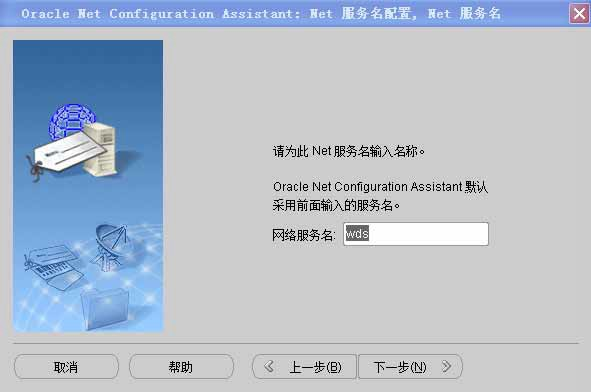 Oracle Net Configuration Assistant: Net 服务名配置, Net 服务名
请为此 Net 服务名输入名称。
Oracle Net Configuration Assistant 默认
采用前面输入的服务名。
网络服务名: wds
取消 帮助 上一步(B) 下一步(N)